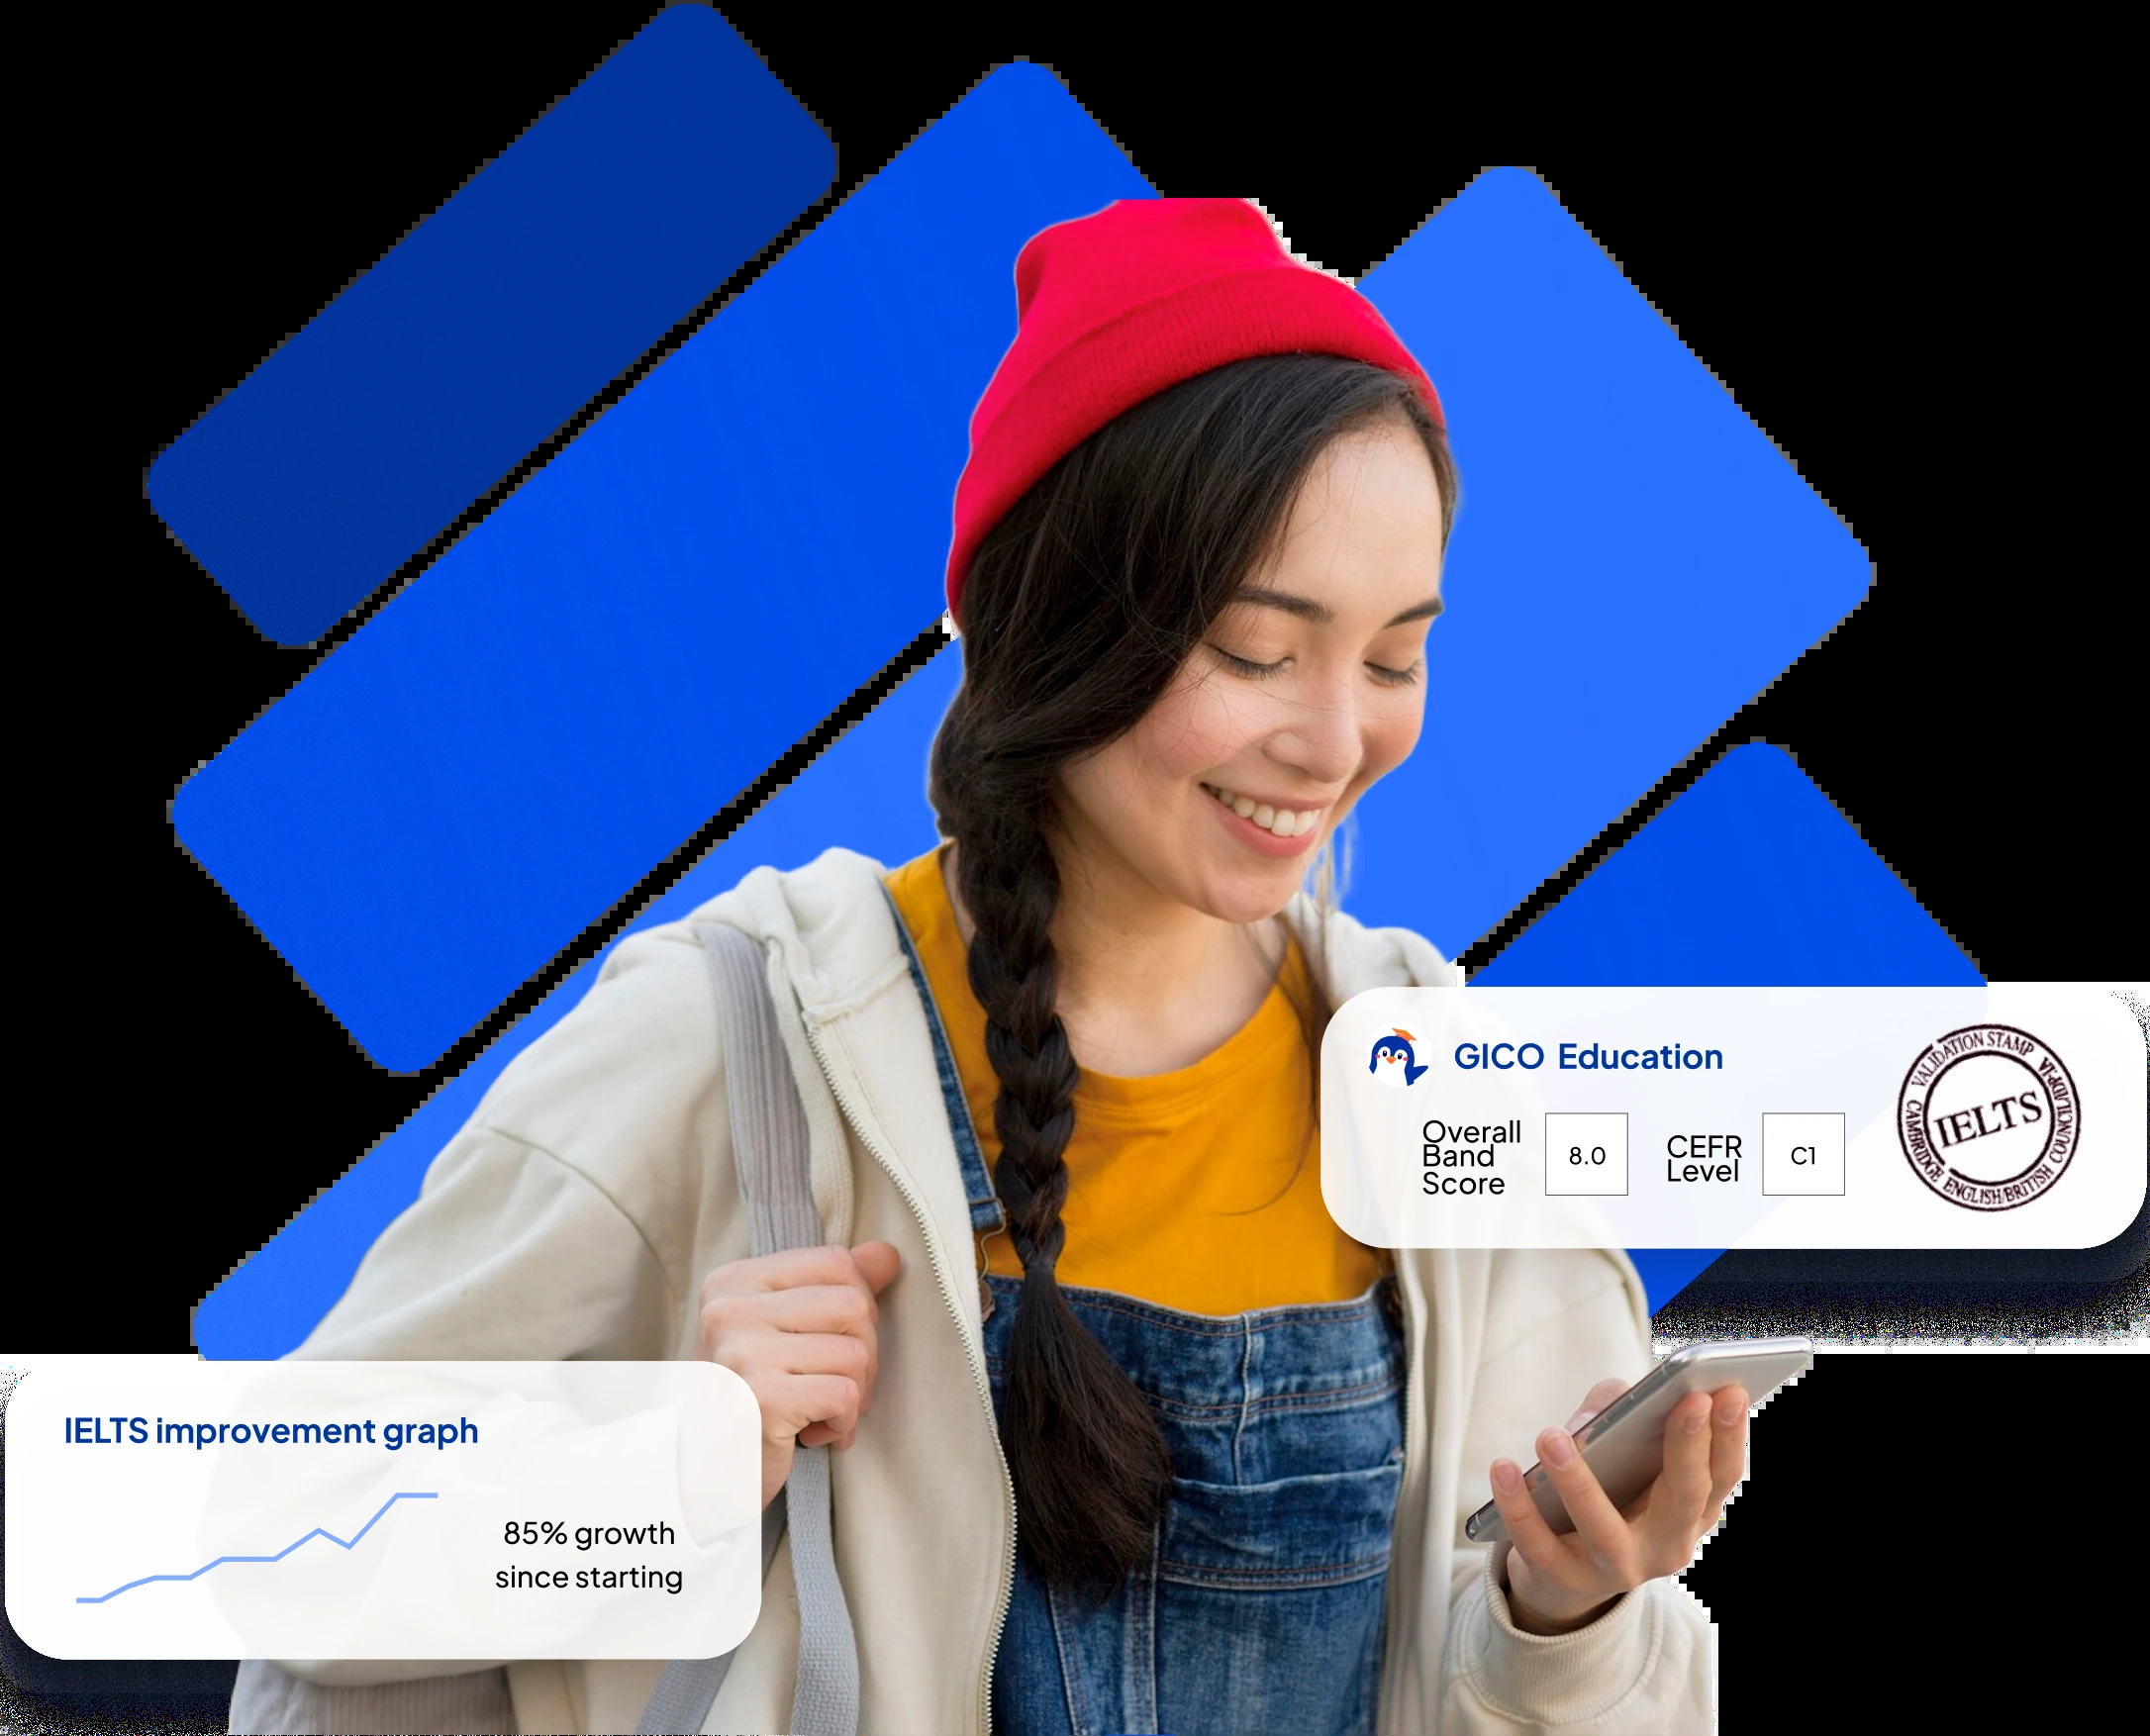 GICO Education
Overall
Band
Score
8.0
CEFR
Level
C1
VALIDATION STAMP
CAMBRIDGE ENGLISH/BRITISH COUNCIL/IDP:IA
IELTS
IELTS improvement graph
85% growth
since starting